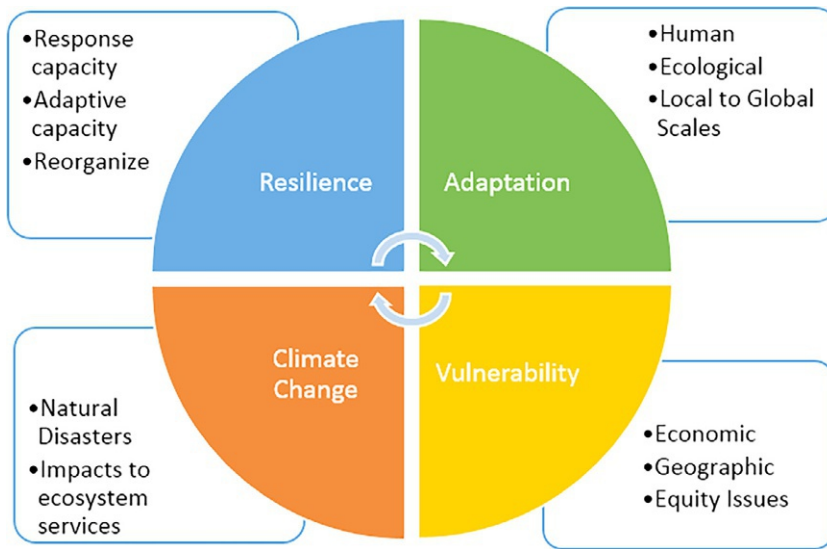 •Response
capacity
•Adaptive
capacity
•Reorganize
Resilience
•Human
•Ecological
•Local to Global
Scales
Adaptation
Climate
Change
•Natural
Disasters
•Impacts to
ecosystem
services
Vulnerability
•Economic
•Geographic
•Equity Issues